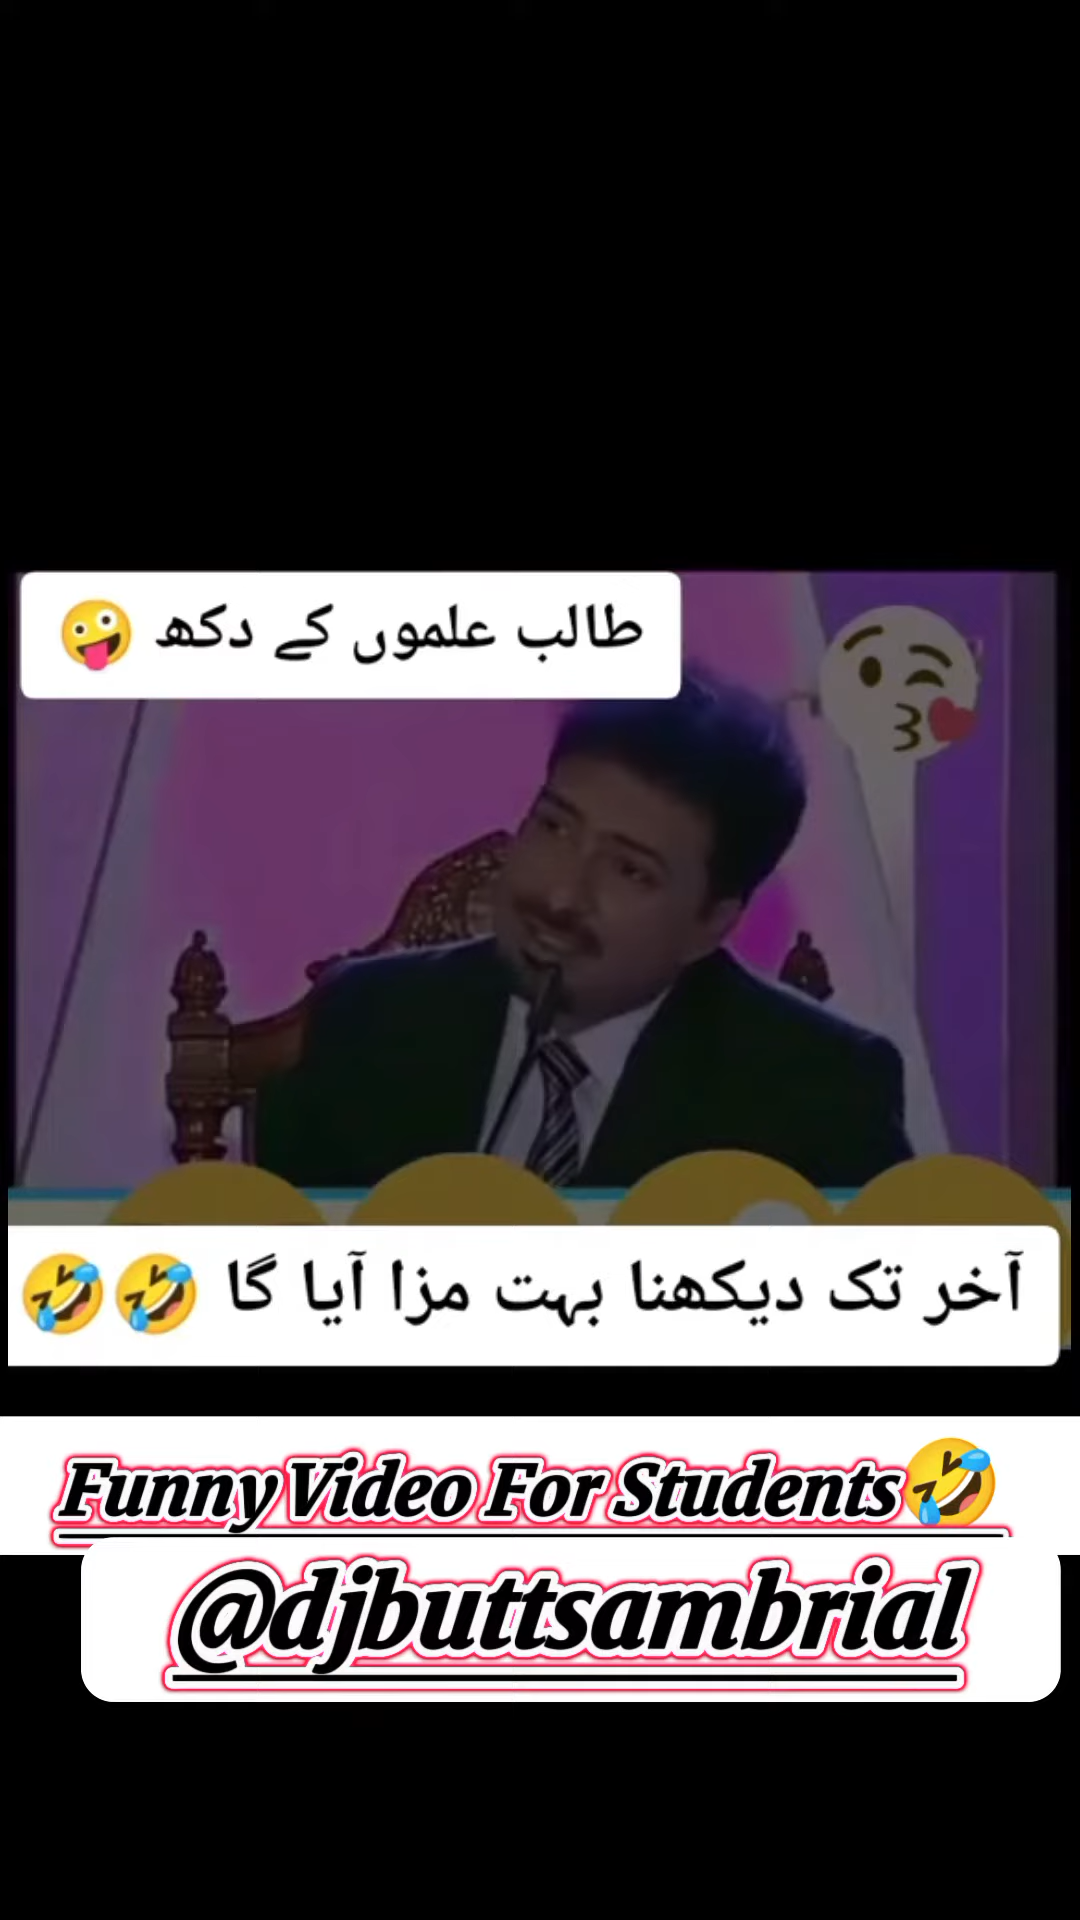 طالب علموں کے دکھ 🤪
آخر تک دیکھنا بہت مزا آیا گا 🤣🤣
Funny Video For Students🤣
@djbuttsambrial